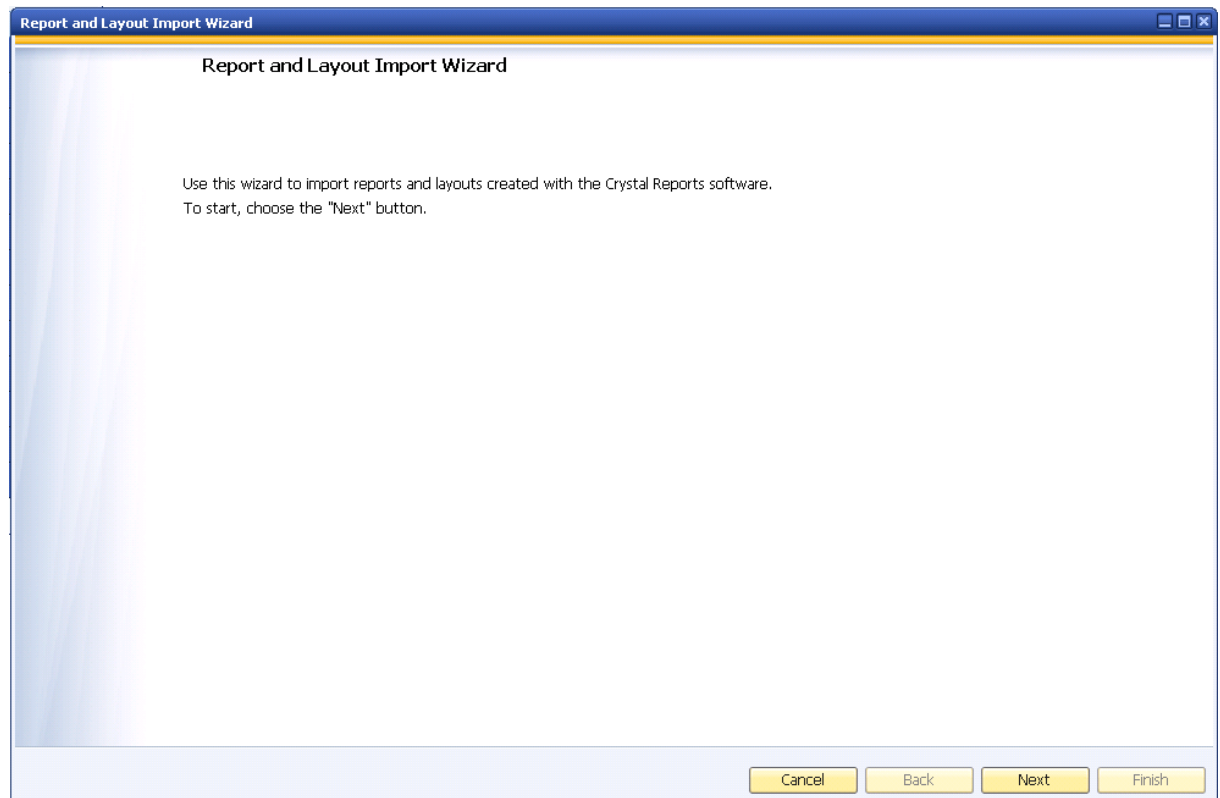 Report and Layout Import Wizard
Report and Layout Import Wizard
Use this wizard to import reports and layouts created with the Crystal Reports software.
To start, choose the "Next" button.
Cancel Back Next Finish